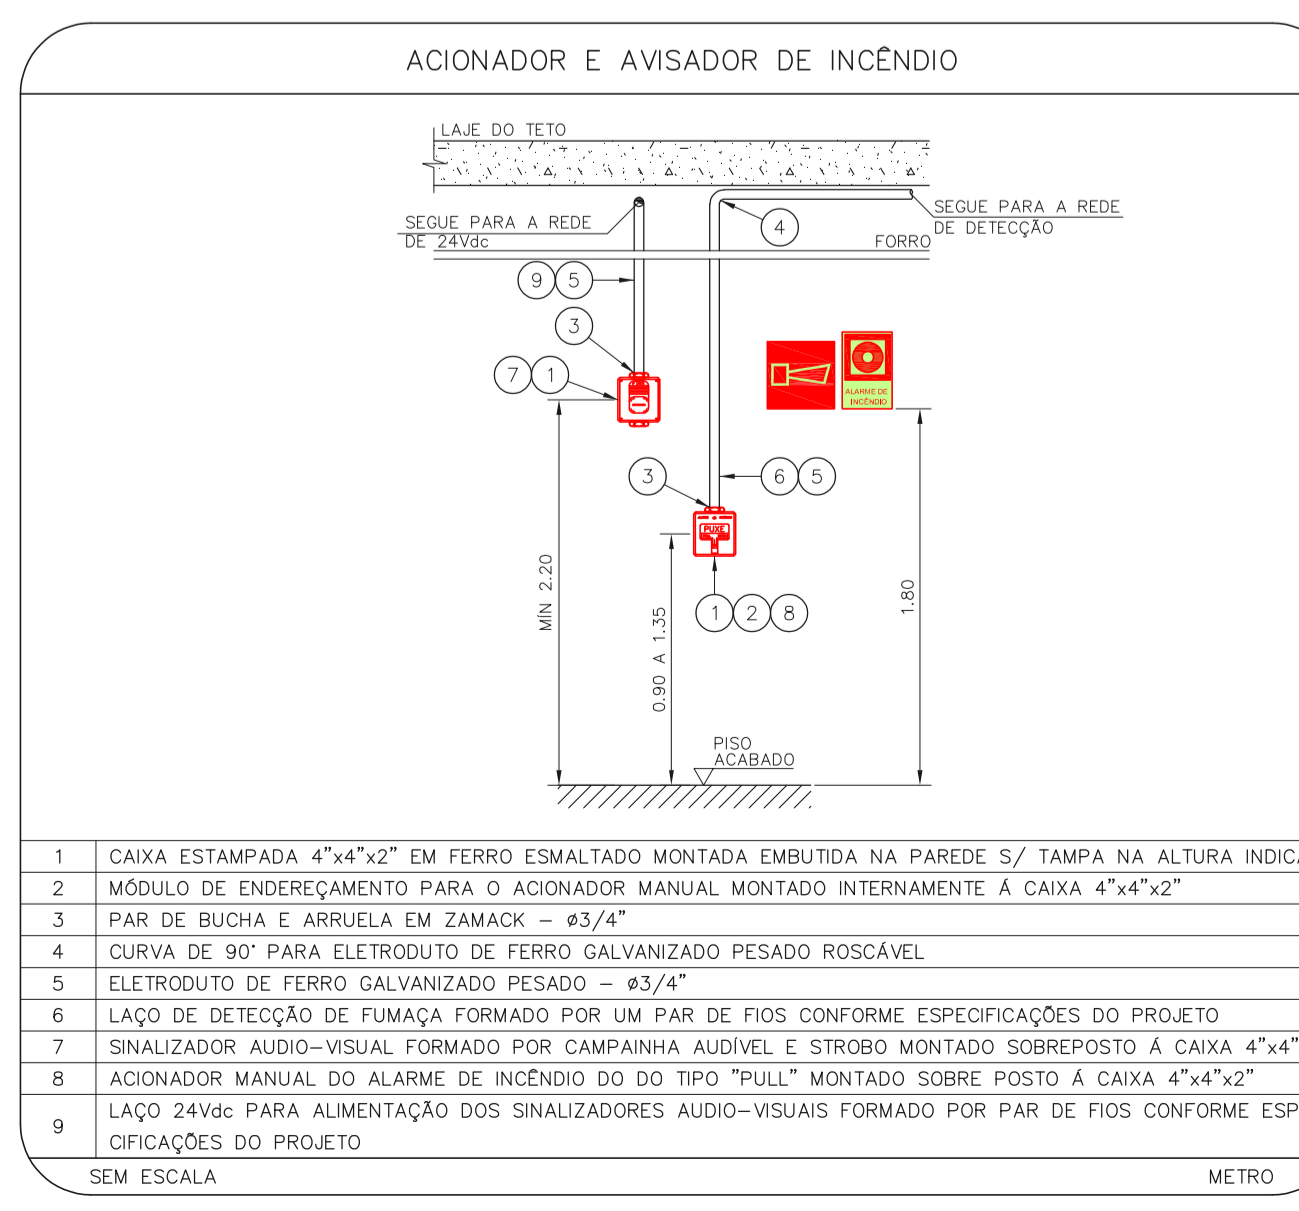 ACIONADOR E AVISADOR DE INCÊNDIO
LAJE DO TETO
SEGUE PARA A REDE
DE 24Vdc
SEGUE PARA A REDE
DE DETECÇÃO
4
FORRO
9 5
3
7 1
ALARME DE
INCÊNDIO
3
6 5
PUXE
1 2 8
MÍN 2.20
0.90 A 1.35
1.80
PISO
ACABADO
1 CAIXA ESTAMPADA 4"x4"x2" EM FERRO ESMALTADO MONTADA EMBUTIDA NA PAREDE S/ TAMPA NA ALTURA INDICA
2 MÓDULO DE ENDEREÇAMENTO PARA O ACIONADOR MANUAL MONTADO INTERNAMENTE Á CAIXA 4"x4"x2"
3 PAR DE BUCHA E ARRUELA EM ZAMACK – ø3/4"
4 CURVA DE 90° PARA ELETRODUTO DE FERRO GALVANIZADO PESADO ROSCÁVEL
5 ELETRODUTO DE FERRO GALVANIZADO PESADO – ø3/4"
6 LAÇO DE DETECÇÃO DE FUMAÇA FORMADO POR UM PAR DE FIOS CONFORME ESPECIFICAÇÕES DO PROJETO
7 SINALIZADOR AUDIO–VISUAL FORMADO POR CAMPAINHA AUDÍVEL E STROBO MONTADO SOBREPOSTO Á CAIXA 4"x4"
8 ACIONADOR MANUAL DO ALARME DE INCÊNDIO DO DO TIPO "PULL" MONTADO SOBRE POSTO Á CAIXA 4"x4"x2"
9 LAÇO 24Vdc PARA ALIMENTAÇÃO DOS SINALIZADORES AUDIO–VISUAIS FORMADO POR PAR DE FIOS CONFORME ESP
CIFICAÇÕES DO PROJETO
SEM ESCALA
METRO